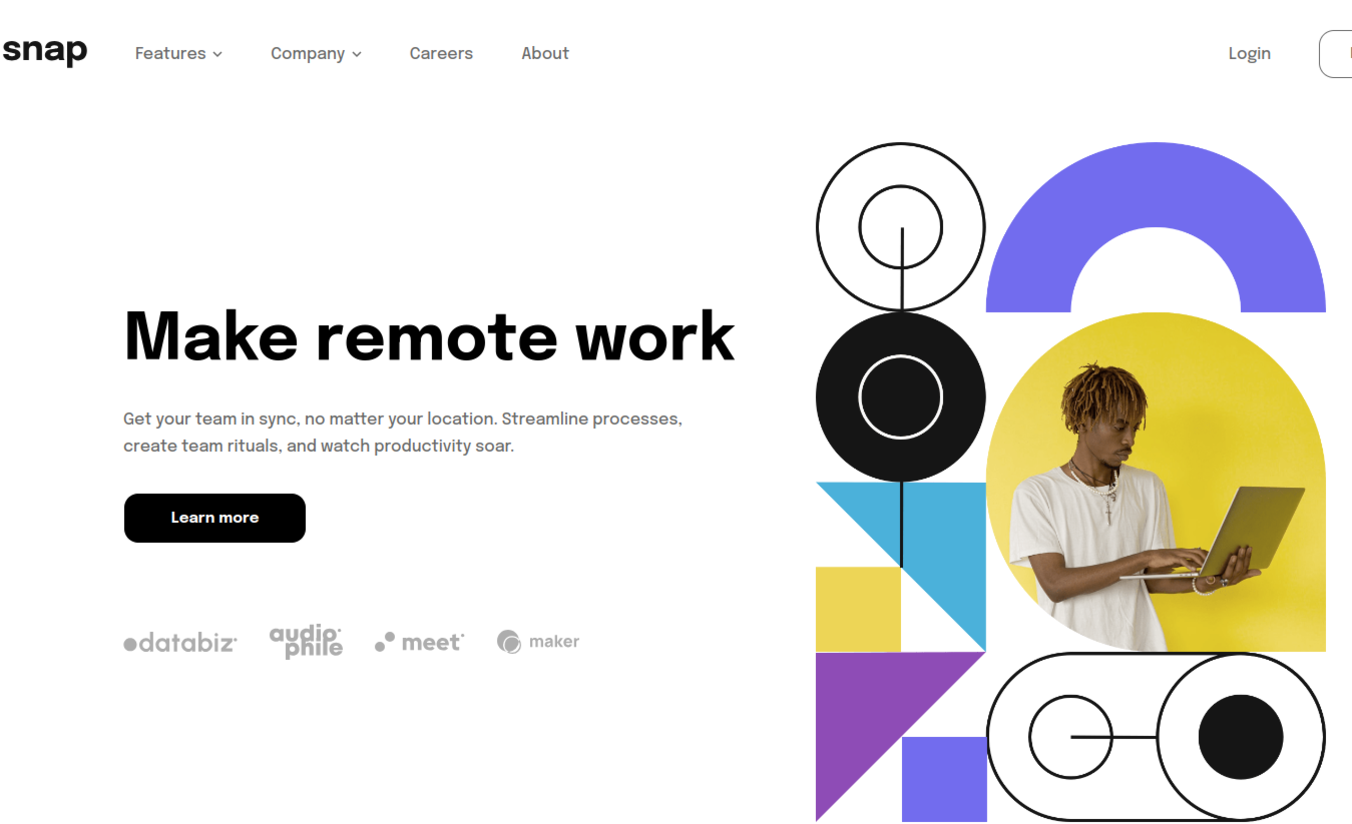 snap
Features
Company
Careers
About
Login
Make remote work
Get your team in sync, no matter your location. Streamline processes,
create team rituals, and watch productivity soar.
Learn more
databiz
audiophile
meet
maker